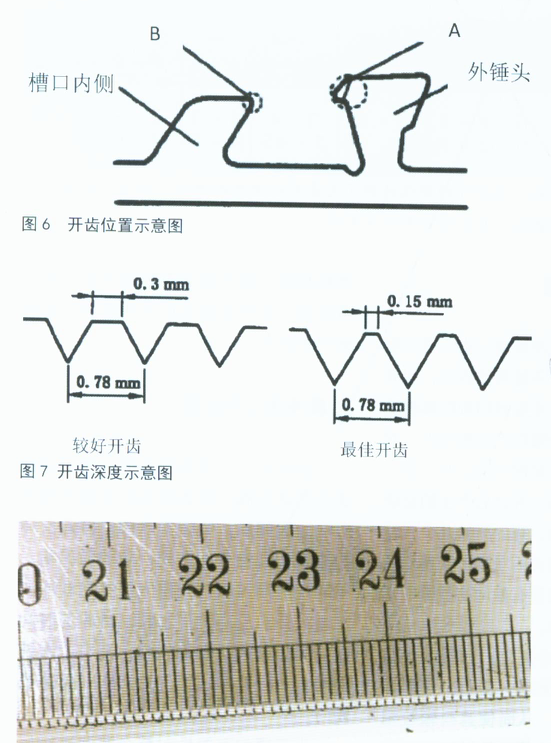 B
A
槽口内侧
外锤头
图6 开齿位置示意图
0.3 mm
0.15 mm
0.78 mm
0.78 mm
较好开齿
最佳开齿
图7 开齿深度示意图
0 21 22 23 24 25 2